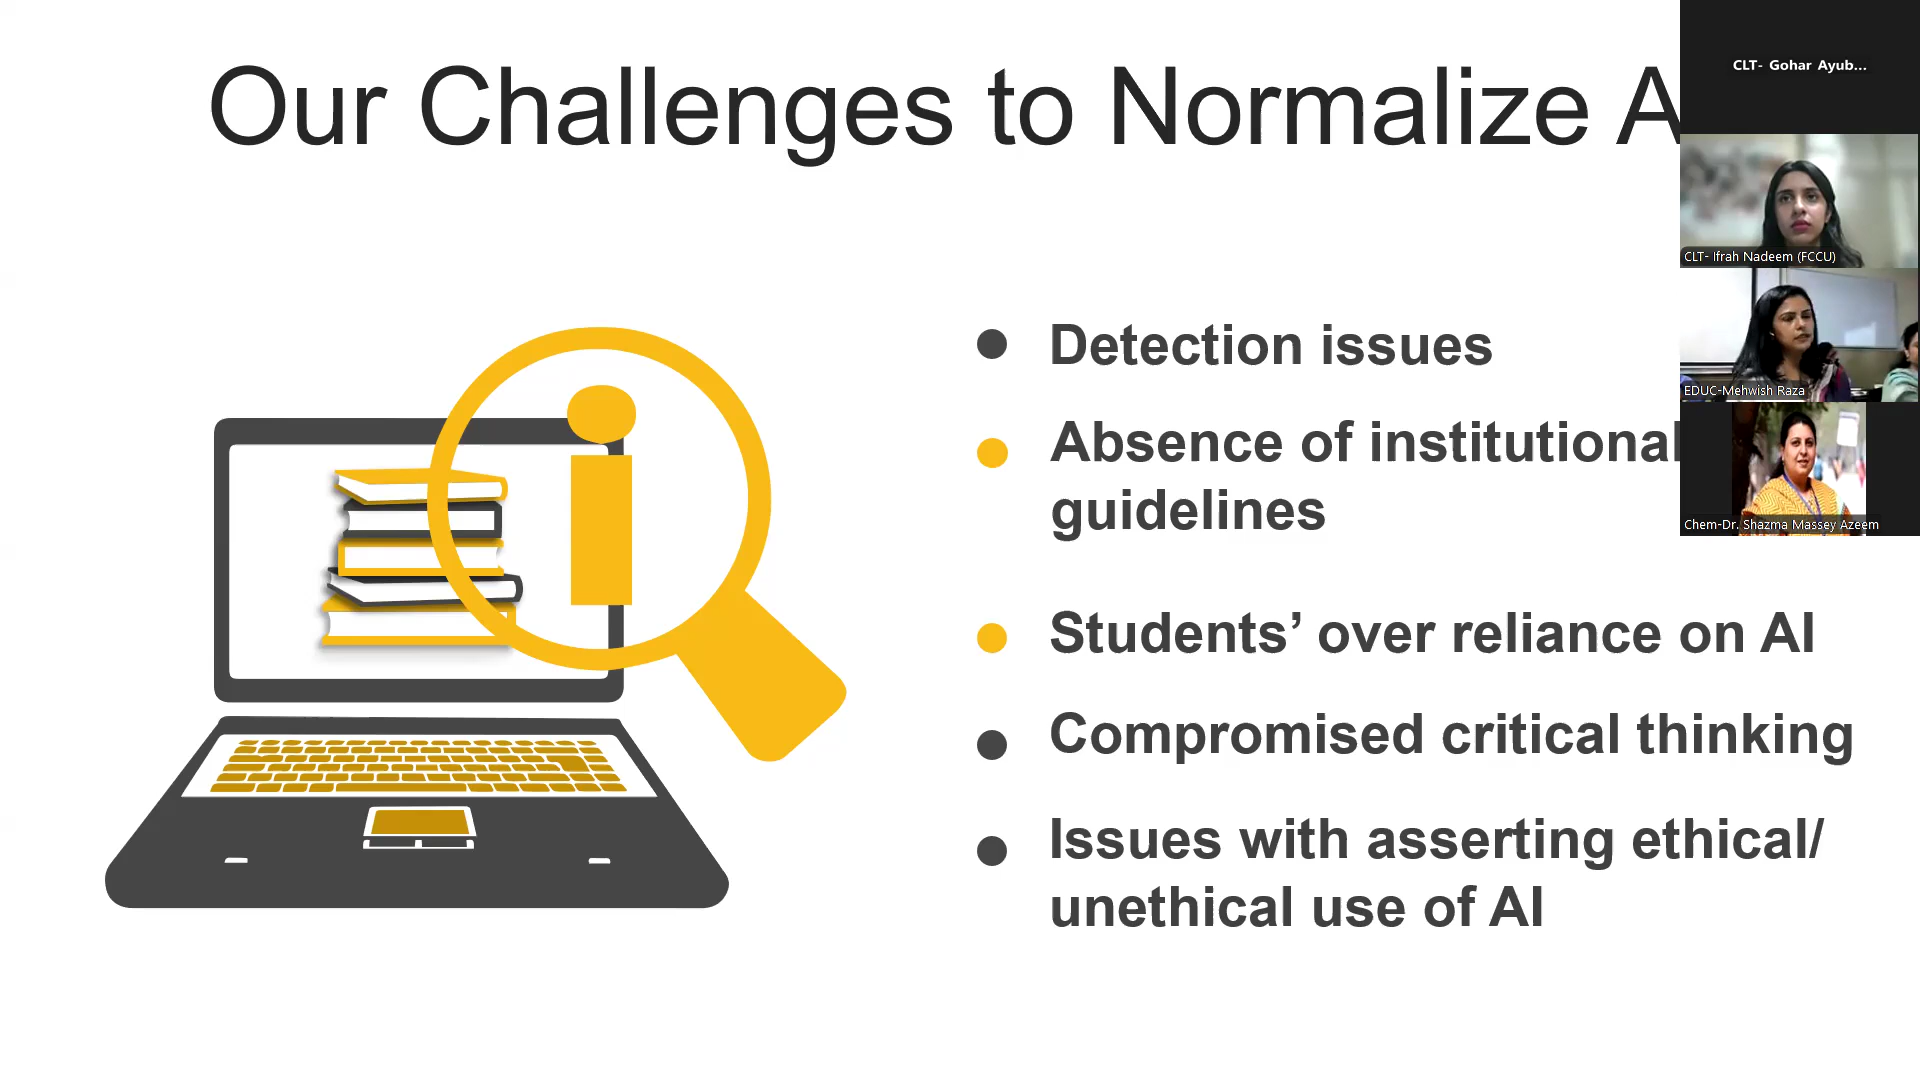 Our Challenges to Normalize A
Detection issues
Absence of institutional
guidelines
Students’ over reliance on AI
Compromised critical thinking
Issues with asserting ethical/
unethical use of AI
CLT- Gohar Ayub...
CLT- Ifrah Nadeem (FCCU)
EDUC-Mehwish Raza
Chem-Dr. Shazma Massey Azeem